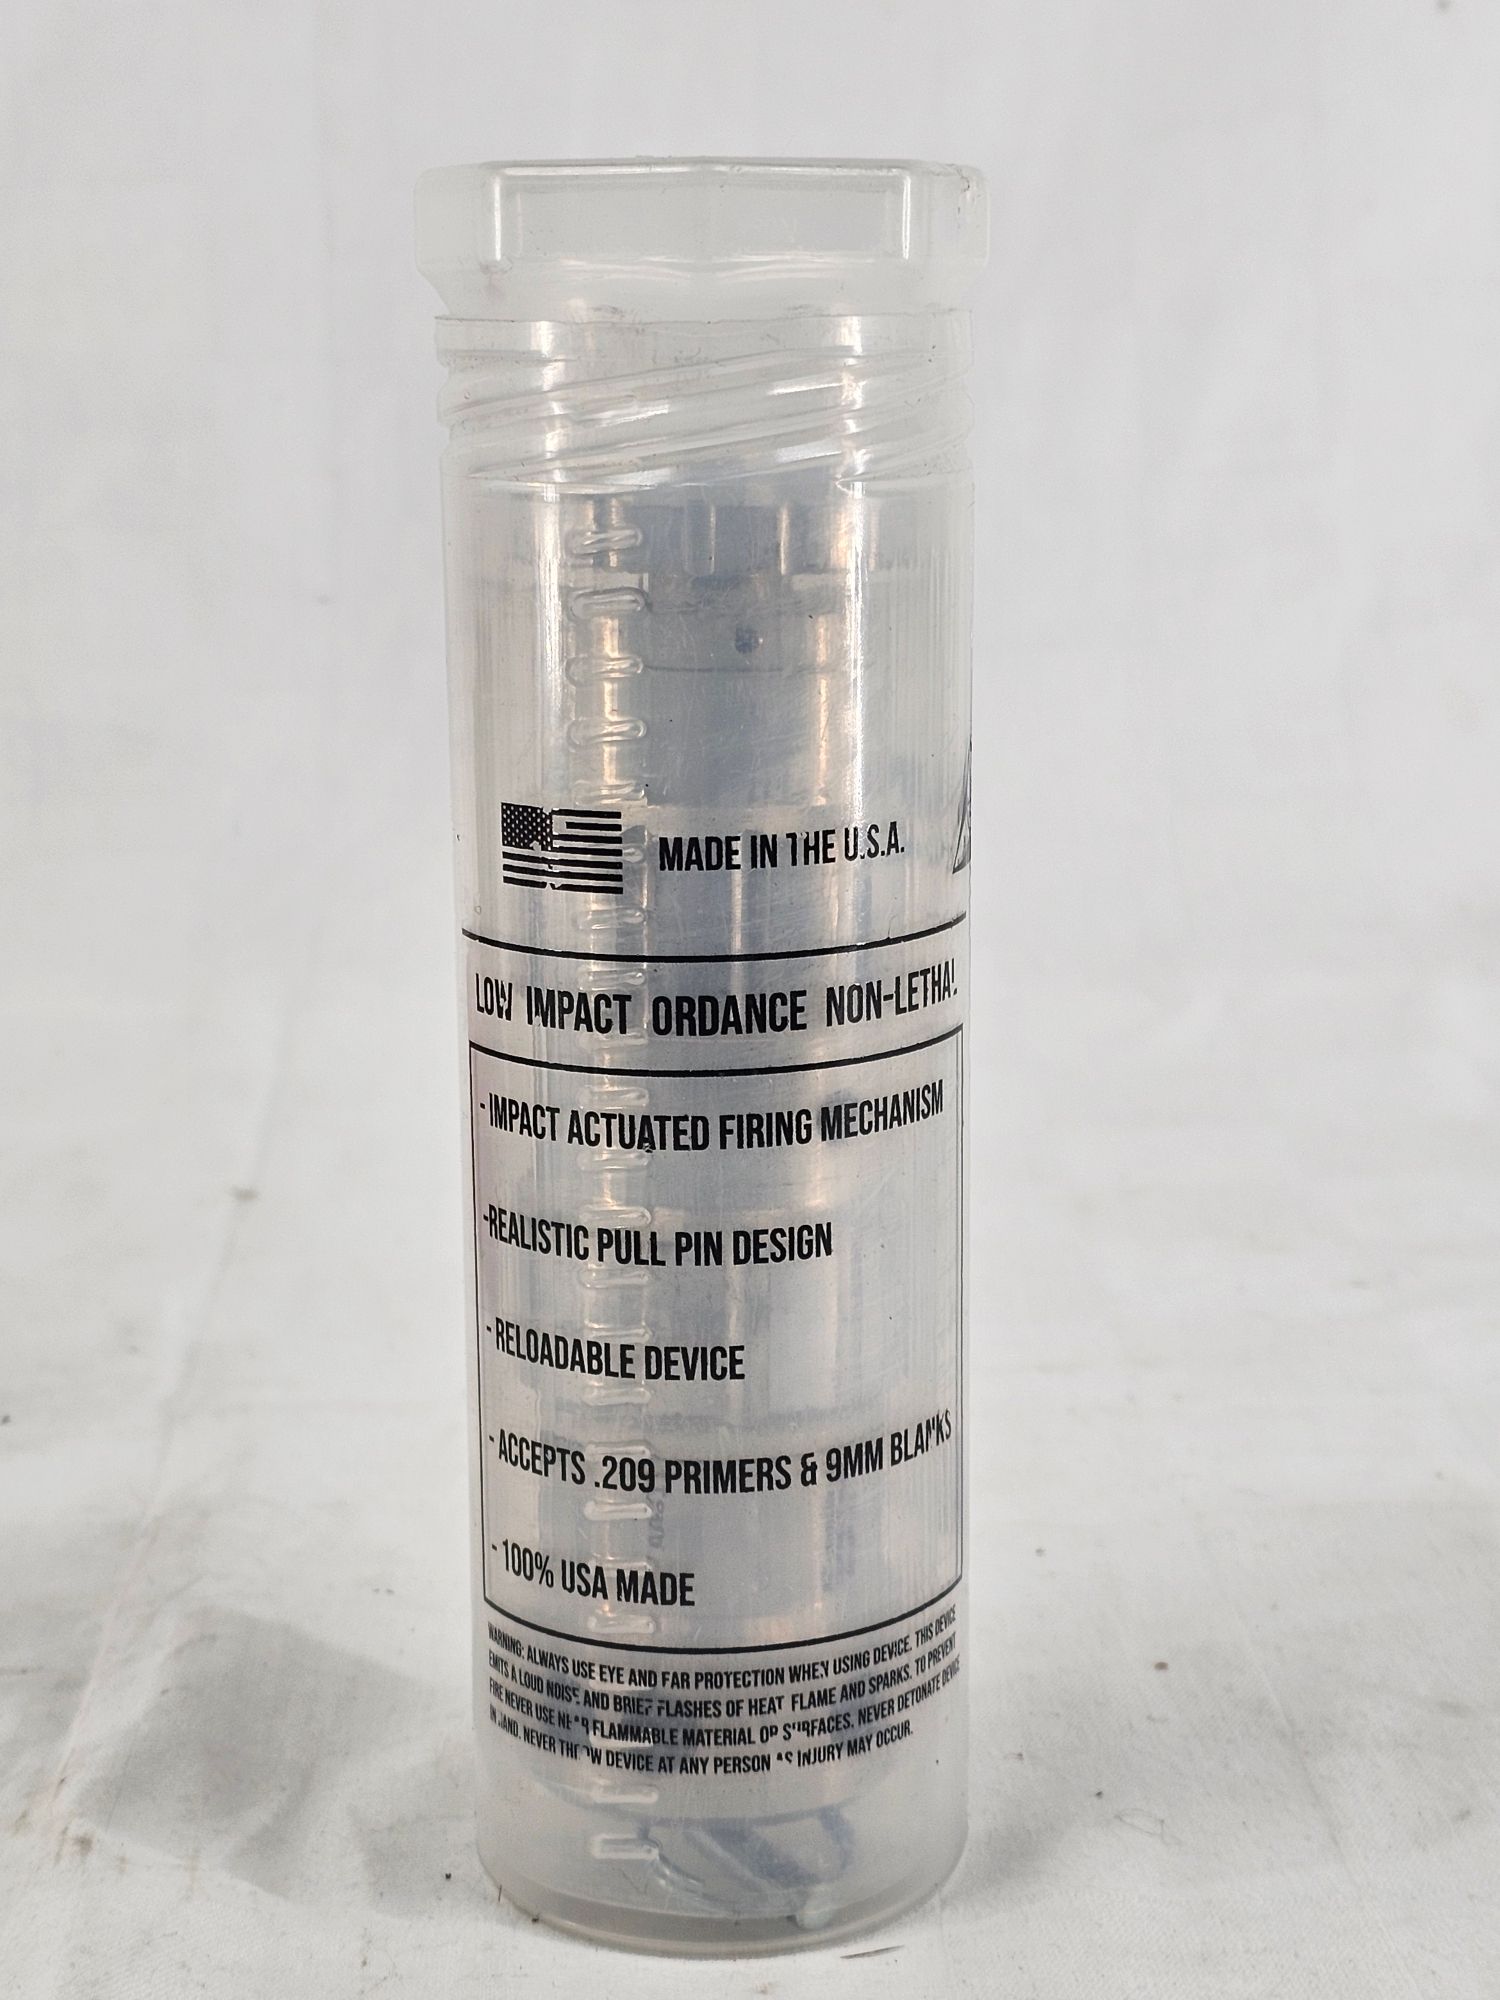 MADE IN THE U.S.A.
LOW IMPACT ORDANCE NON-LETHAL
- IMPACT ACTUATED FIRING MECHANISM
-REALISTIC PULL PIN DESIGN
- RELOADABLE DEVICE
- ACCEPTS .209 PRIMERS & 9MM BLANKS
- 100% USA MADE
WARNING: ALWAYS USE EYE AND EAR PROTECTION WHEN USING DEVICE. THIS DEVICE
EMITS A LOUD NOISE AND BRIEF FLASHES OF HEAT FLAME AND SPARKS. TO PREVENT
FIRE NEVER USE NEAR FLAMMABLE MATERIAL OR SURFACES. NEVER DETONATE DEVICE
IN HAND. NEVER THROW DEVICE AT ANY PERSON AS INJURY MAY OCCUR.